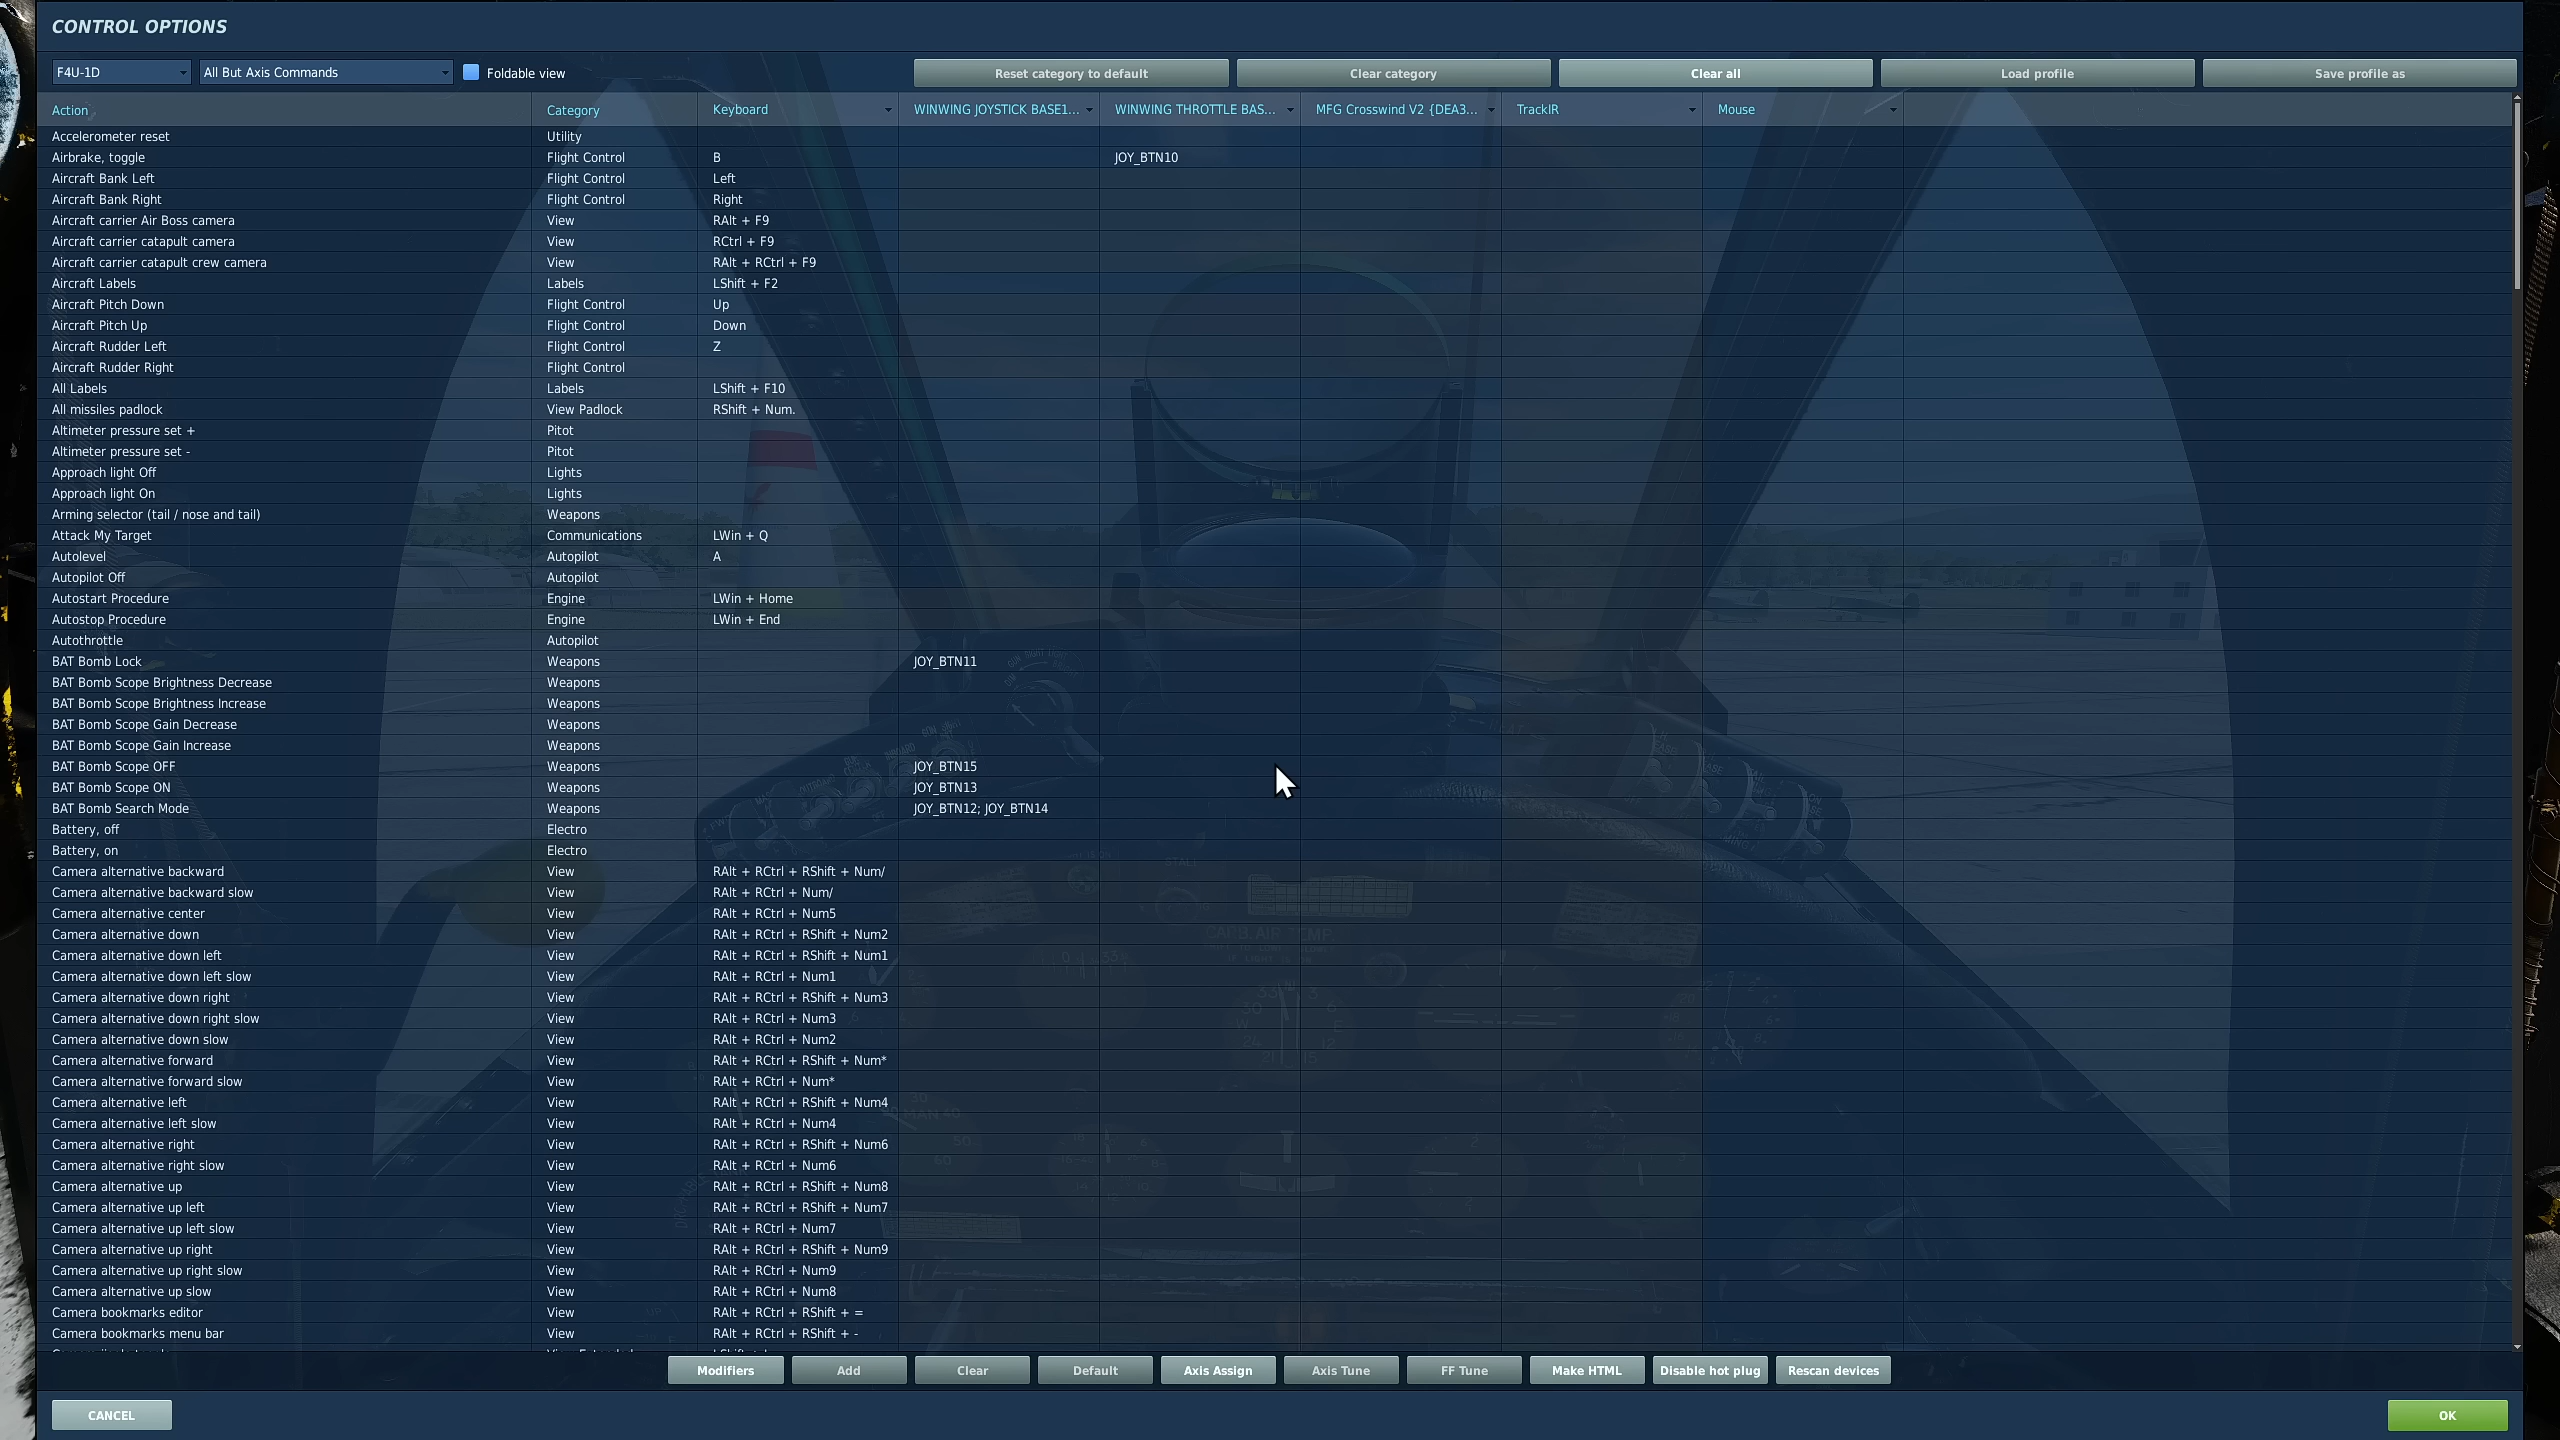 CONTROL OPTIONS
F4U-1D All But Axis Commands Foldable view Reset category to default Clear category Clear all Load profile Save profile as
Action Category Keyboard WINWING JOYSTICK BASE1... WINWING THROTTLE BAS... MFG Crosswind V2 {DEA3... TrackIR Mouse
Accelerometer reset Utility
Airbrake, toggle Flight Control B JOY_BTN10
Aircraft Bank Left Flight Control Left
Aircraft Bank Right Flight Control Right
Aircraft carrier Air Boss camera View RAlt + F9
Aircraft carrier catapult camera View RCtrl + F9
Aircraft carrier catapult crew camera View RAlt + RCtrl + F9
Aircraft Labels Labels LShift + F2
Aircraft Pitch Down Flight Control Up
Aircraft Pitch Up Flight Control Down
Aircraft Rudder Left Flight Control Z
Aircraft Rudder Right Flight Control
All Labels Labels LShift + F10
All missiles padlock View Padlock RShift + Num.
Altimeter pressure set + Pitot
Altimeter pressure set - Pitot
Approach light Off Lights
Approach light On Lights
Arming selector (tail / nose and tail) Weapons
Attack My Target Communications LWin + Q
Autolevel Autopilot A
Autopilot Off Autopilot
Autostart Procedure Engine LWin + Home
Autostop Procedure Engine LWin + End
Autothrottle Autopilot
BAT Bomb Lock Weapons JOY_BTN11
BAT Bomb Scope Brightness Decrease Weapons
BAT Bomb Scope Brightness Increase Weapons
BAT Bomb Scope Gain Decrease Weapons
BAT Bomb Scope Gain Increase Weapons
BAT Bomb Scope OFF Weapons JOY_BTN15
BAT Bomb Scope ON Weapons JOY_BTN13
BAT Bomb Search Mode Weapons JOY_BTN12; JOY_BTN14
Battery, off Electro
Battery, on Electro
Camera alternative backward View RAlt + RCtrl + RShift + Num/
Camera alternative backward slow View RAlt + RCtrl + Num/
Camera alternative center View RAlt + RCtrl + Num5
Camera alternative down View RAlt + RCtrl + RShift + Num2
Camera alternative down left View RAlt + RCtrl + RShift + Num1
Camera alternative down left slow View RAlt + RCtrl + Num1
Camera alternative down right View RAlt + RCtrl + RShift + Num3
Camera alternative down right slow View RAlt + RCtrl + Num3
Camera alternative down slow View RAlt + RCtrl + Num2
Camera alternative forward View RAlt + RCtrl + RShift + Num*
Camera alternative forward slow View RAlt + RCtrl + Num*
Camera alternative left View RAlt + RCtrl + RShift + Num4
Camera alternative left slow View RAlt + RCtrl + Num4
Camera alternative right View RAlt + RCtrl + RShift + Num6
Camera alternative right slow View RAlt + RCtrl + Num6
Camera alternative up View RAlt + RCtrl + RShift + Num8
Camera alternative up left View RAlt + RCtrl + RShift + Num7
Camera alternative up left slow View RAlt + RCtrl + Num7
Camera alternative up right View RAlt + RCtrl + RShift + Num9
Camera alternative up right slow View RAlt + RCtrl + Num9
Camera alternative up slow View RAlt + RCtrl + Num8
Camera bookmarks editor View RAlt + RCtrl + RShift + =
Camera bookmarks menu bar View RAlt + RCtrl + RShift + -
Modifiers Add Clear Default Axis Assign Axis Tune FF Tune Make HTML Disable hot plug Rescan devices
CANCEL OK